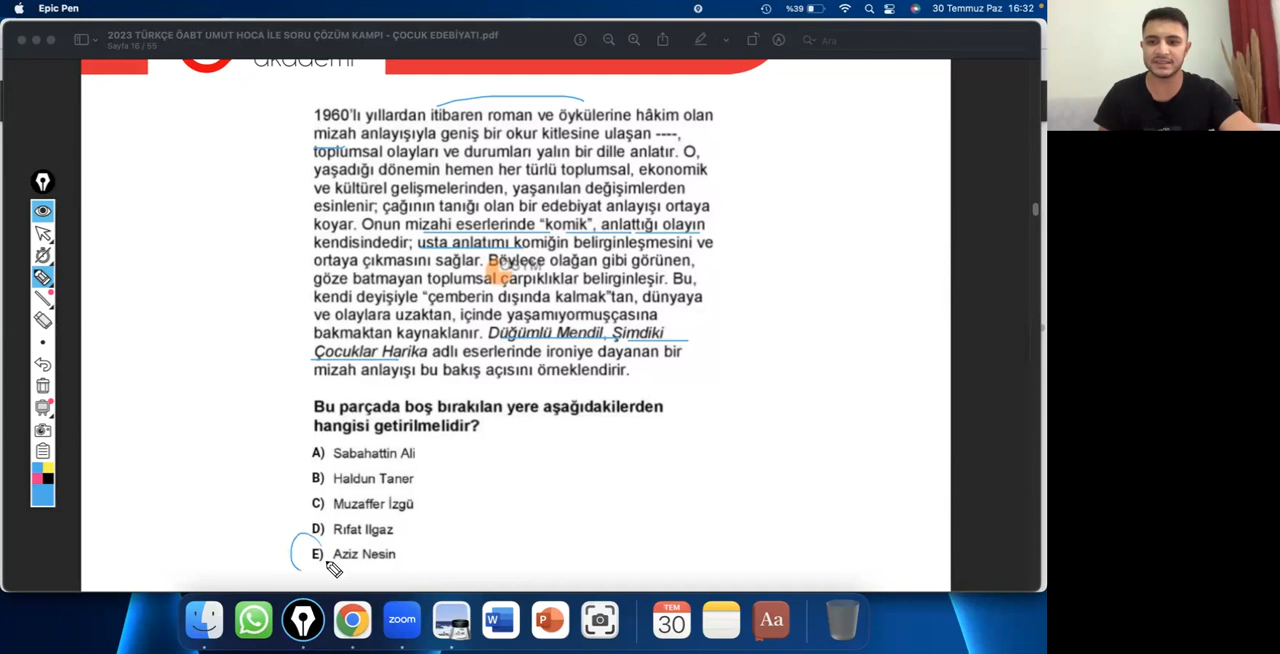 Epic Pen
%39
30 Temmuz Paz 16:32
2023 TÜRKÇE ÖABT UMUT HOCA İLE SORU ÇÖZÜM KAMPI - ÇOCUK EDEBİYATI.pdf
Sayfa 16 / 55
Ara
akademi
1960'lı yıllardan itibaren roman ve öykülerine hâkim olan
mizah anlayışıyla geniş bir okur kitlesine ulaşan ----,
toplumsal olayları ve durumları yalın bir dille anlatır. O,
yaşadığı dönemin hemen her türlü toplumsal, ekonomik
ve kültürel gelişmelerinden, yaşanılan değişimlerden
esinlenir; çağının tanığı olan bir edebiyat anlayışı ortaya
koyar. Onun mizahi eserlerinde “komik”, anlattığı olayın
kendisindedir; usta anlatımı komiğin belirginleşmesini ve
ortaya çıkmasını sağlar. Böylece olağan gibi görünen,
göze batmayan toplumsal çarpıklıklar belirginleşir. Bu,
kendi deyişiyle “çemberin dışında kalmak”tan, dünyaya
ve olaylara uzaktan, içinde yaşamıyormuşçasına
bakmaktan kaynaklanır. Düğümlü Mendil, Şimdiki
Çocuklar Harika adlı eserlerinde ironiye dayanan bir
mizah anlayışı bu bakış açısını örneklendirir.
Bu parçada boş bırakılan yere aşağıdakilerden
hangisi getirilmelidir?
A) Sabahattin Ali
B) Haldun Taner
C) Muzaffer İzgü
D) Rıfat Ilgaz
E) Aziz Nesin
zoom
W
P
TEM
30
Aa